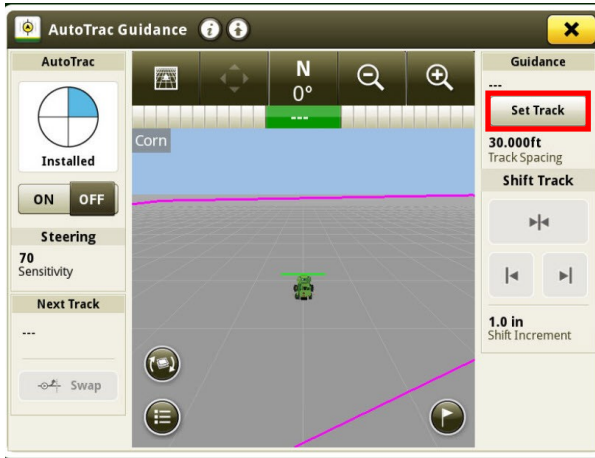 AutoTrac Guidance
AutoTrac
Installed
ON OFF
Steering
70
Sensitivity
Next Track
---
Swap
N
0°
---
Corn
Guidance
---
Set Track
30.000ft
Track Spacing
Shift Track
1.0 in
Shift Increment